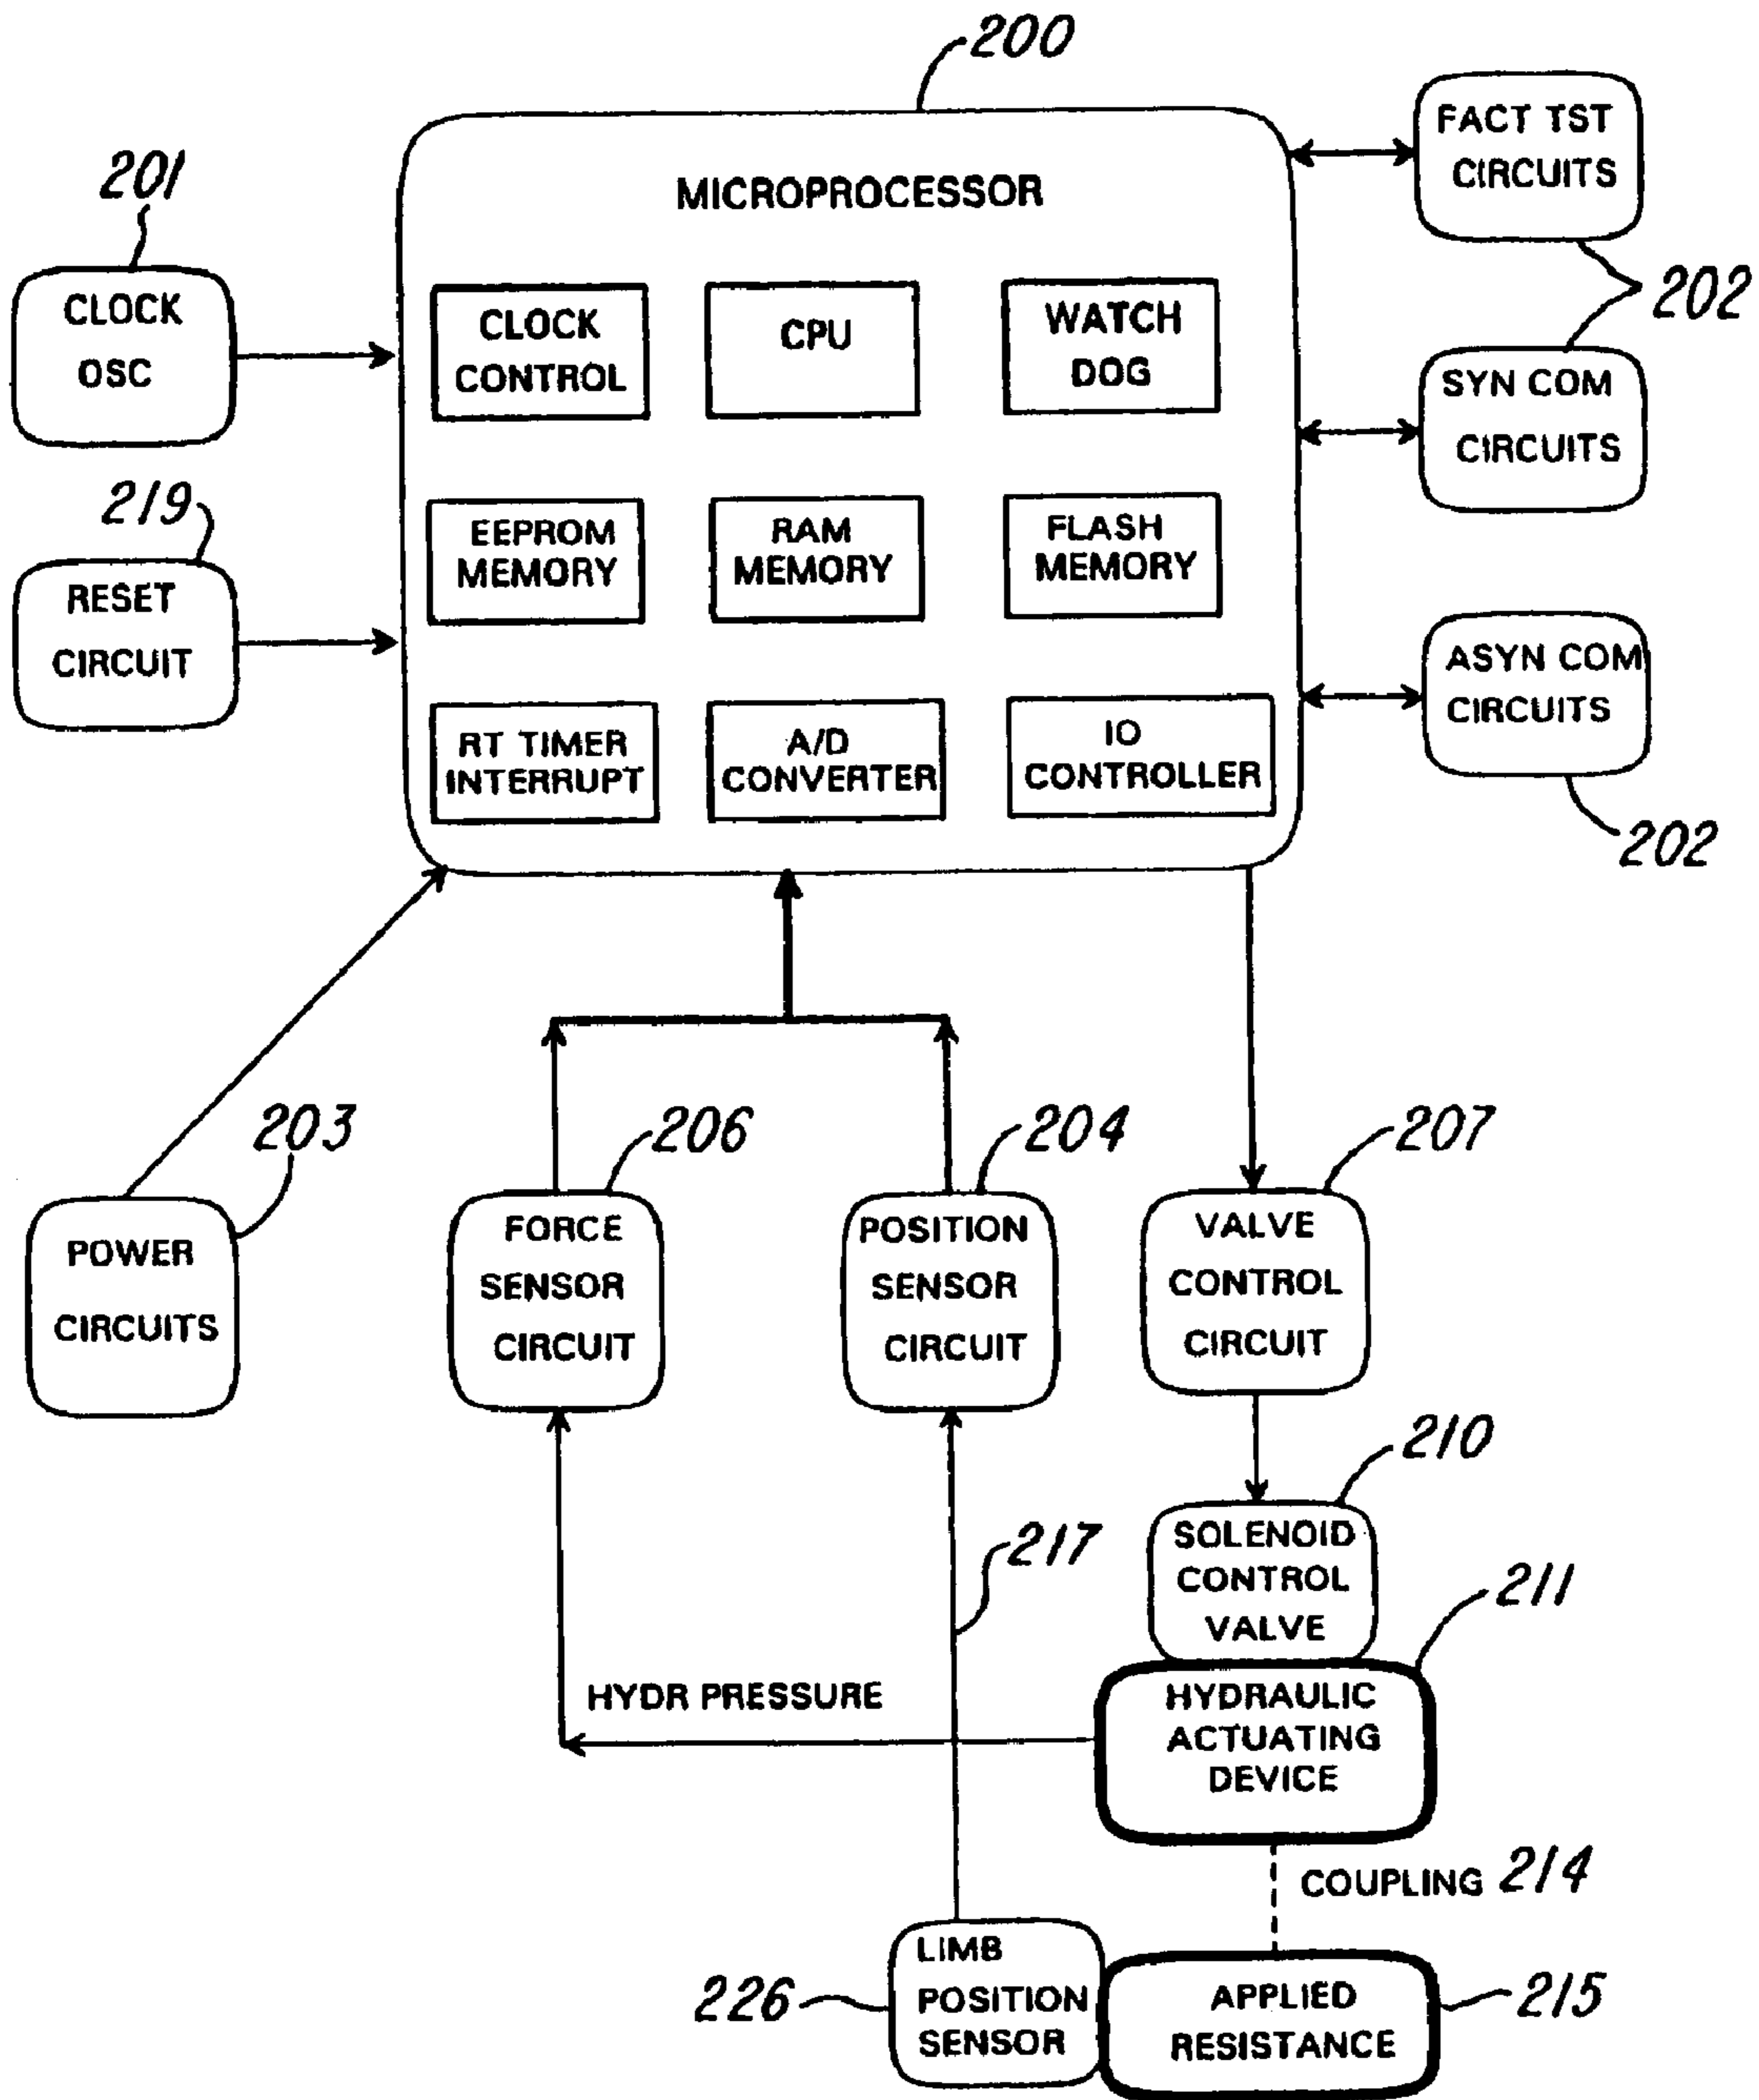 200
FACT TST
CIRCUITS
201
MICROPROCESSOR
CLOCK
OSC
CLOCK
CONTROL
CPU
WATCH
DOG
202
SYN COM
CIRCUITS
219
RESET
CIRCUIT
EEPROM
MEMORY
RAM
MEMORY
FLASH
MEMORY
ASYN COM
CIRCUITS
RT TIMER
INTERRUPT
A/D
CONVERTER
IO
CONTROLLER
202
203
206
204
207
POWER
CIRCUITS
FORCE
SENSOR
CIRCUIT
POSITION
SENSOR
CIRCUIT
VALVE
CONTROL
CIRCUIT
210
217
SOLENOID
CONTROL
VALVE
211
HYDR PRESSURE
HYDRAULIC
ACTUATING
DEVICE
COUPLING 214
226
LIMB
POSITION
SENSOR
APPLIED
RESISTANCE
215